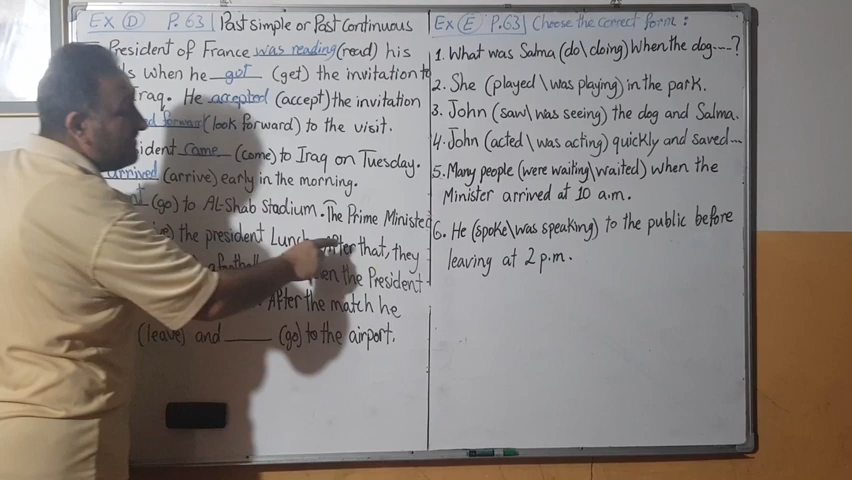 Ex D P. 63 Past simple or Past Continuous
President of France was reading (read) his
when he got (get) the invitation to
Iraq. He accepted (accept) the invitation
forward (look forward) to the visit.
came (come) to Iraq on Tuesday.
arrived (arrive) early in the morning.
(go) to AL-Shab Stadium. The Prime Minister
the president Lunch. After that, they
the President
After the match he
(leave) and ____ (go) to the airport.
Ex E P.63 Choose the correct form :
1. What was Salma (do\doing) when the dog----?
2. She (played\was playing) in the park.
3. John (saw\was seeing) the dog and Salma.
4. John (acted\was acting) quickly and saved---
5. Many people (were waiting\waited) when the
Minister arrived at 10 a.m.
6. He (spoke\was speaking) to the public before
leaving at 2 p.m.